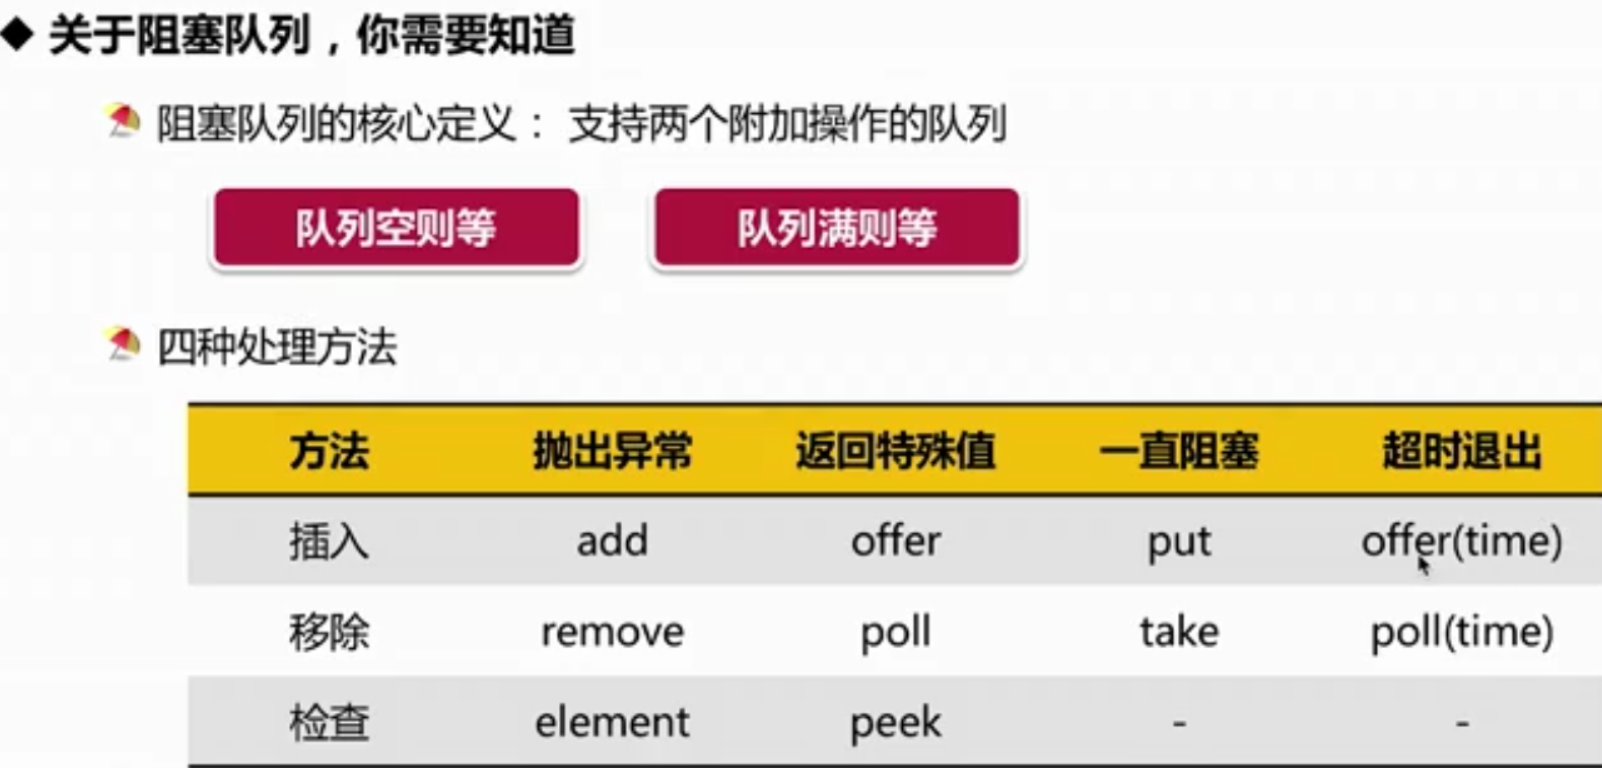 关于阻塞队列，你需要知道
阻塞队列的核心定义： 支持两个附加操作的队列
队列空则等 队列满则等
四种处理方法
方法 抛出异常 返回特殊值 一直阻塞 超时退出
插入 add offer put offer(time)
移除 remove poll take poll(time)
检查 element peek - -